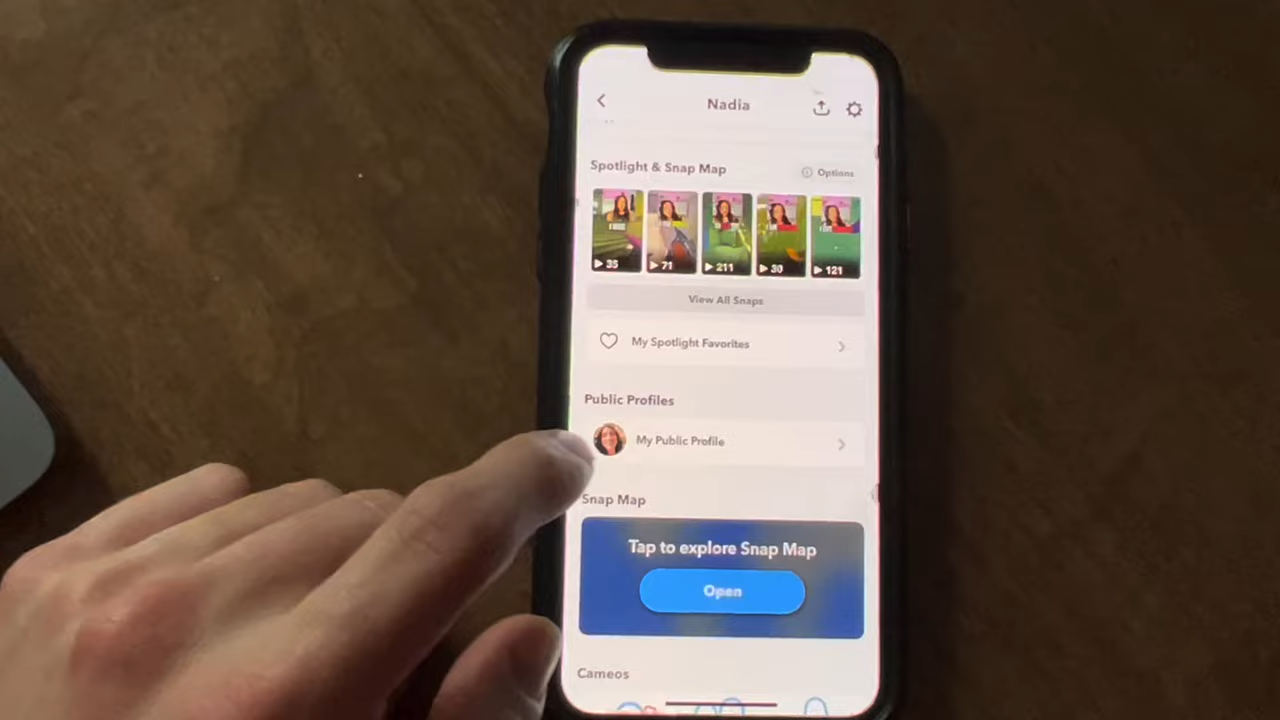 Nadia
Spotlight & Snap Map
Options
35
71
211
30
121
View All Snaps
My Spotlight Favorites
Public Profiles
My Public Profile
Snap Map
Tap to explore Snap Map
Open
Cameos